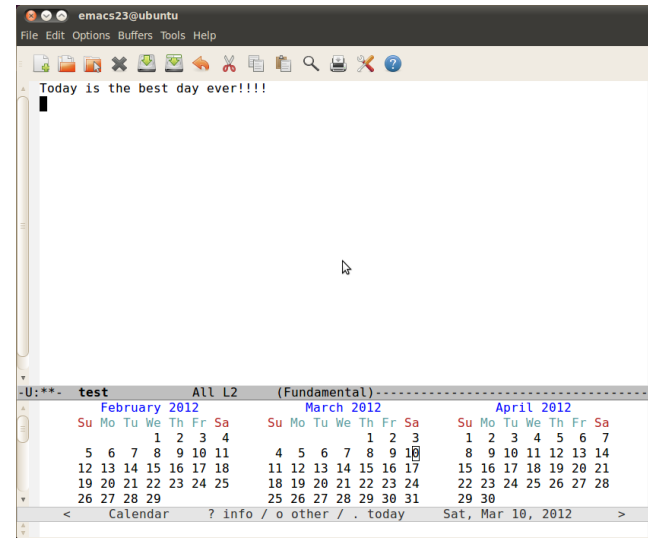 emacs23@ubuntu
File Edit Options Buffers Tools Help
Today is the best day ever!!!!
-U:**-  test           All L2     (Fundamental)-----------------------------------
February 2012 March 2012 April 2012
Su Mo Tu We Th Fr Sa Su Mo Tu We Th Fr Sa Su Mo Tu We Th Fr Sa
1 2 3 4 1 2 3 1 2 3 4 5 6 7
5 6 7 8 9 10 11 4 5 6 7 8 9 10 8 9 10 11 12 13 14
12 13 14 15 16 17 18 11 12 13 14 15 16 17 15 16 17 18 19 20 21
19 20 21 22 23 24 25 18 19 20 21 22 23 24 22 23 24 25 26 27 28
26 27 28 29 25 26 27 28 29 30 31 29 30
< Calendar ? info / o other / . today Sat, Mar 10, 2012 >